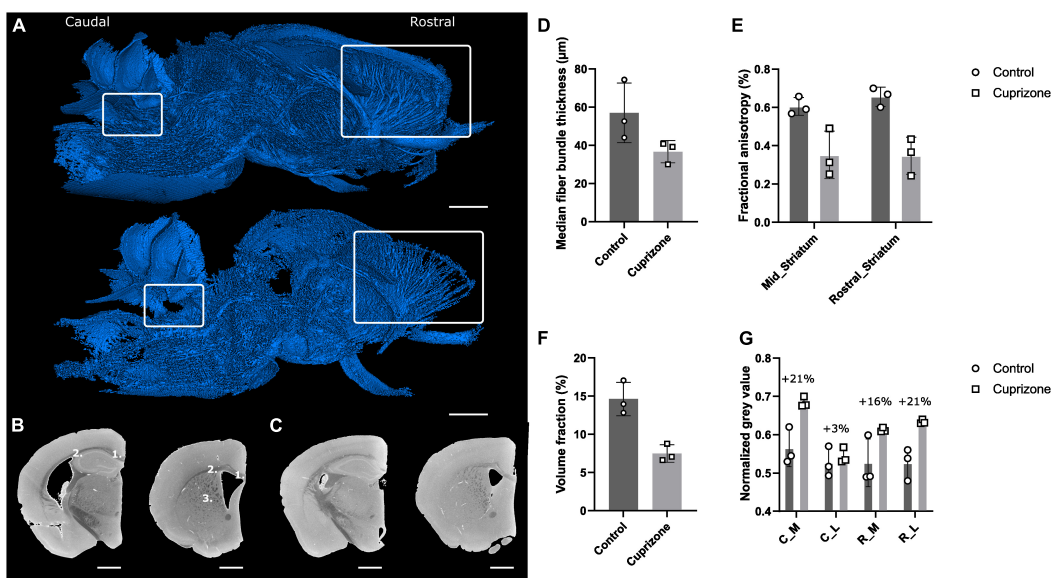 A
Caudal
Rostral
B
2.
1.
2.
1.
3.
C
D
Median fiber bundle thickness (µm)
80
60
40
20
0
Control
Cuprizone
E
Fractional anisotropy (%)
0.8
0.6
0.4
0.2
0.0
Mid_Striatum
Rostral_Striatum
Control
Cuprizone
F
Volume fraction (%)
20
15
10
5
0
Control
Cuprizone
G
Normalized grey value
0.8
0.7
0.6
0.5
0.4
+21%
+3%
+16%
+21%
C_M
C_L
R_M
R_L
Control
Cuprizone